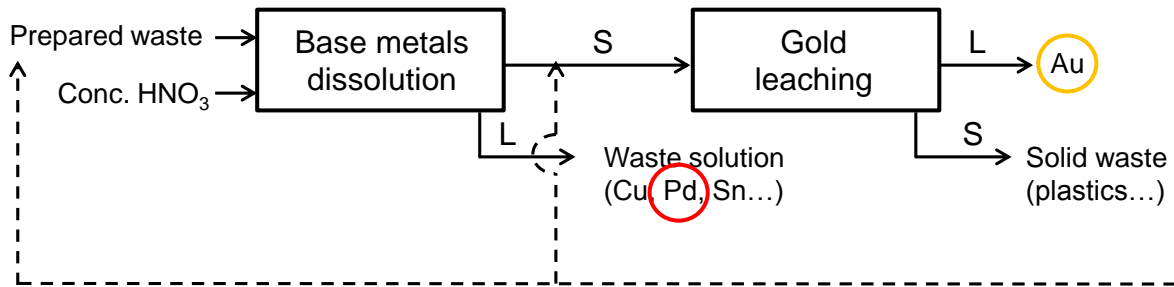 Prepared waste
Conc. HNO₃
Base metals
dissolution
S
L
Waste solution
(Cu, Pd, Sn…)
Gold
leaching
L
Au
S
Solid waste
(plastics…)